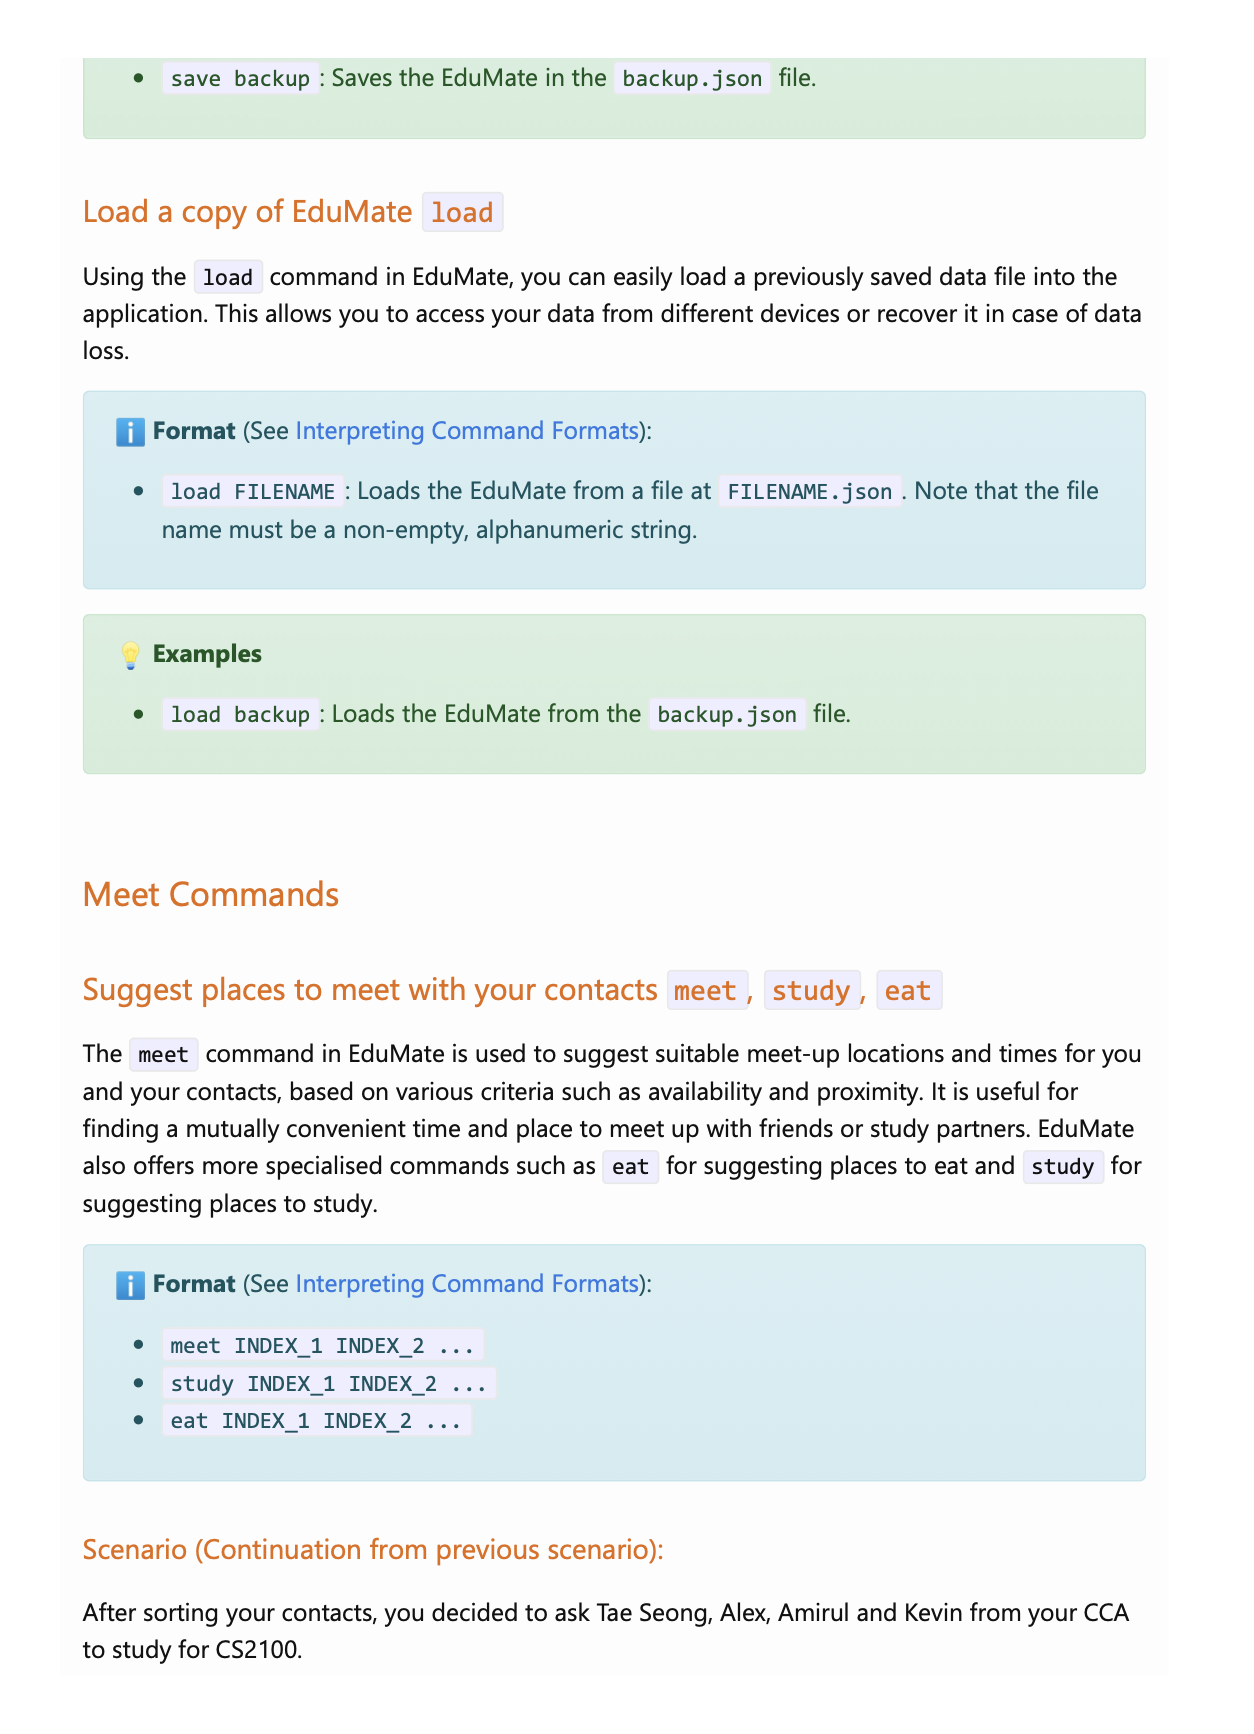 save backup : Saves the EduMate in the backup.json file.
Load a copy of EduMate load
Using the load command in EduMate, you can easily load a previously saved data file into the
application. This allows you to access your data from different devices or recover it in case of data
loss.
Format (See Interpreting Command Formats):
load FILENAME : Loads the EduMate from a file at FILENAME.json . Note that the file
name must be a non-empty, alphanumeric string.
Examples
load backup : Loads the EduMate from the backup.json file.
Meet Commands
Suggest places to meet with your contacts meet , study , eat
The meet command in EduMate is used to suggest suitable meet-up locations and times for you
and your contacts, based on various criteria such as availability and proximity. It is useful for
finding a mutually convenient time and place to meet up with friends or study partners. EduMate
also offers more specialised commands such as eat for suggesting places to eat and study for
suggesting places to study.
Format (See Interpreting Command Formats):
meet INDEX_1 INDEX_2 ...
study INDEX_1 INDEX_2 ...
eat INDEX_1 INDEX_2 ...
Scenario (Continuation from previous scenario):
After sorting your contacts, you decided to ask Tae Seong, Alex, Amirul and Kevin from your CCA
to study for CS2100.